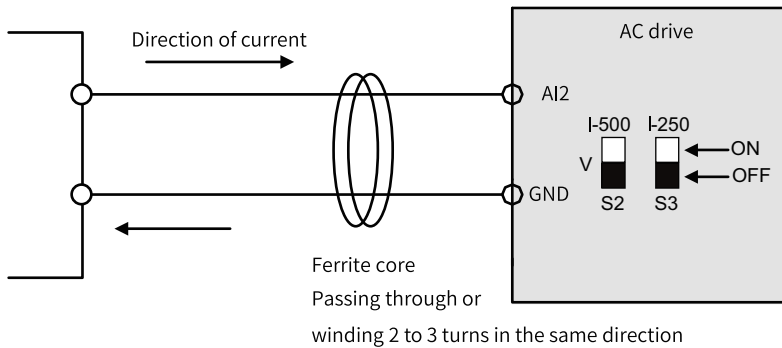 Direction of current
AC drive
AI2
I-500
I-250
ON
V
OFF
S2
S3
GND
Ferrite core
Passing through or
winding 2 to 3 turns in the same direction